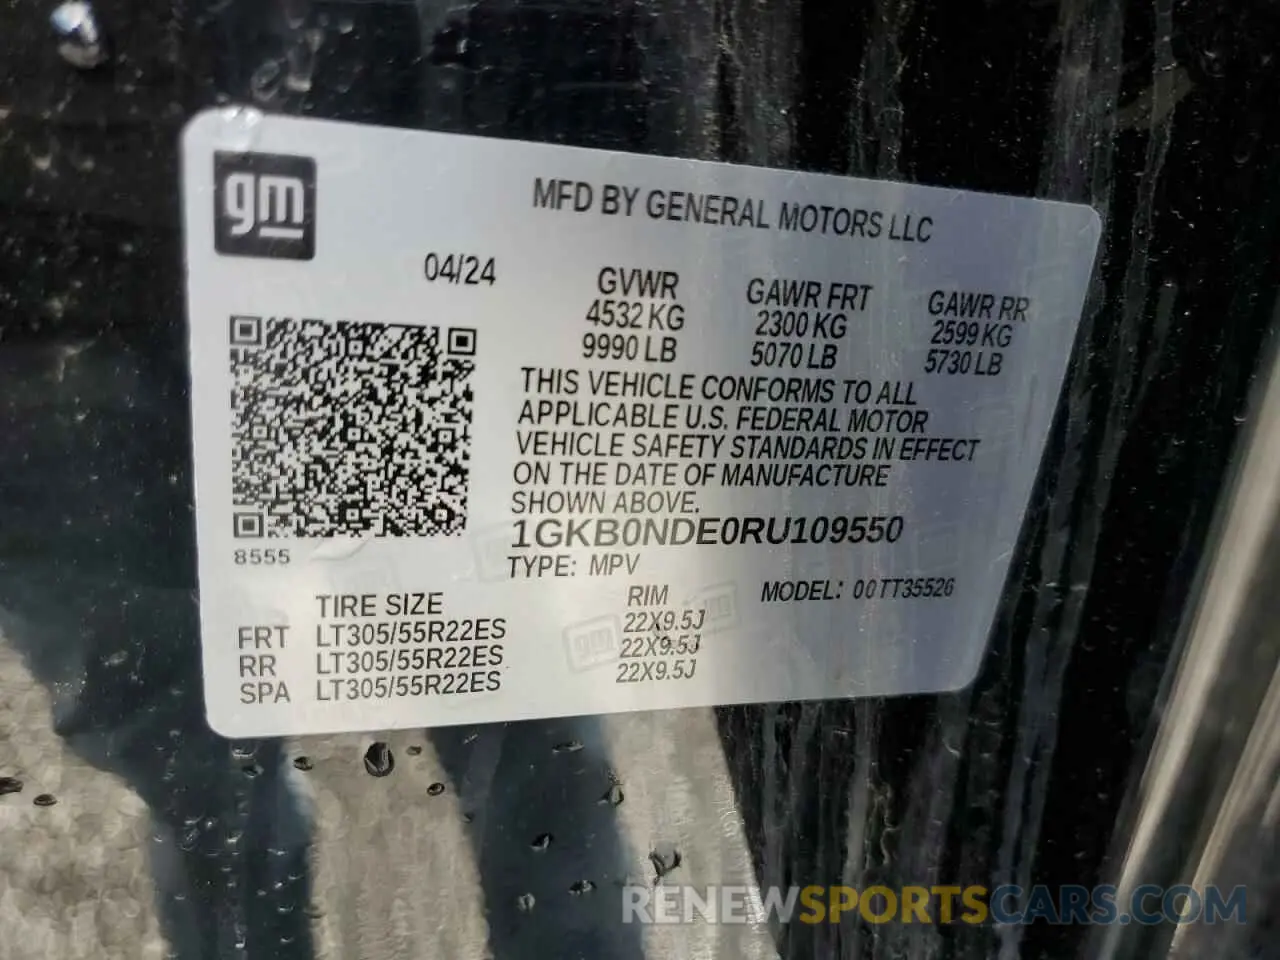 gm
MFD BY GENERAL MOTORS LLC
04/24
GVWR GAWR FRT GAWR RR
4532 KG 2300 KG 2599 KG
9990 LB 5070 LB 5730 LB
THIS VEHICLE CONFORMS TO ALL
APPLICABLE U.S. FEDERAL MOTOR
VEHICLE SAFETY STANDARDS IN EFFECT
ON THE DATE OF MANUFACTURE
SHOWN ABOVE.
1GKB0NDE0RU109550
8555
TYPE: MPV MODEL: 00TT35526
TIRE SIZE RIM
FRT LT305/55R22ES 22X9.5J
RR LT305/55R22ES 22X9.5J
SPA LT305/55R22ES 22X9.5J
gm
RENEWSPORTSCARS.COM